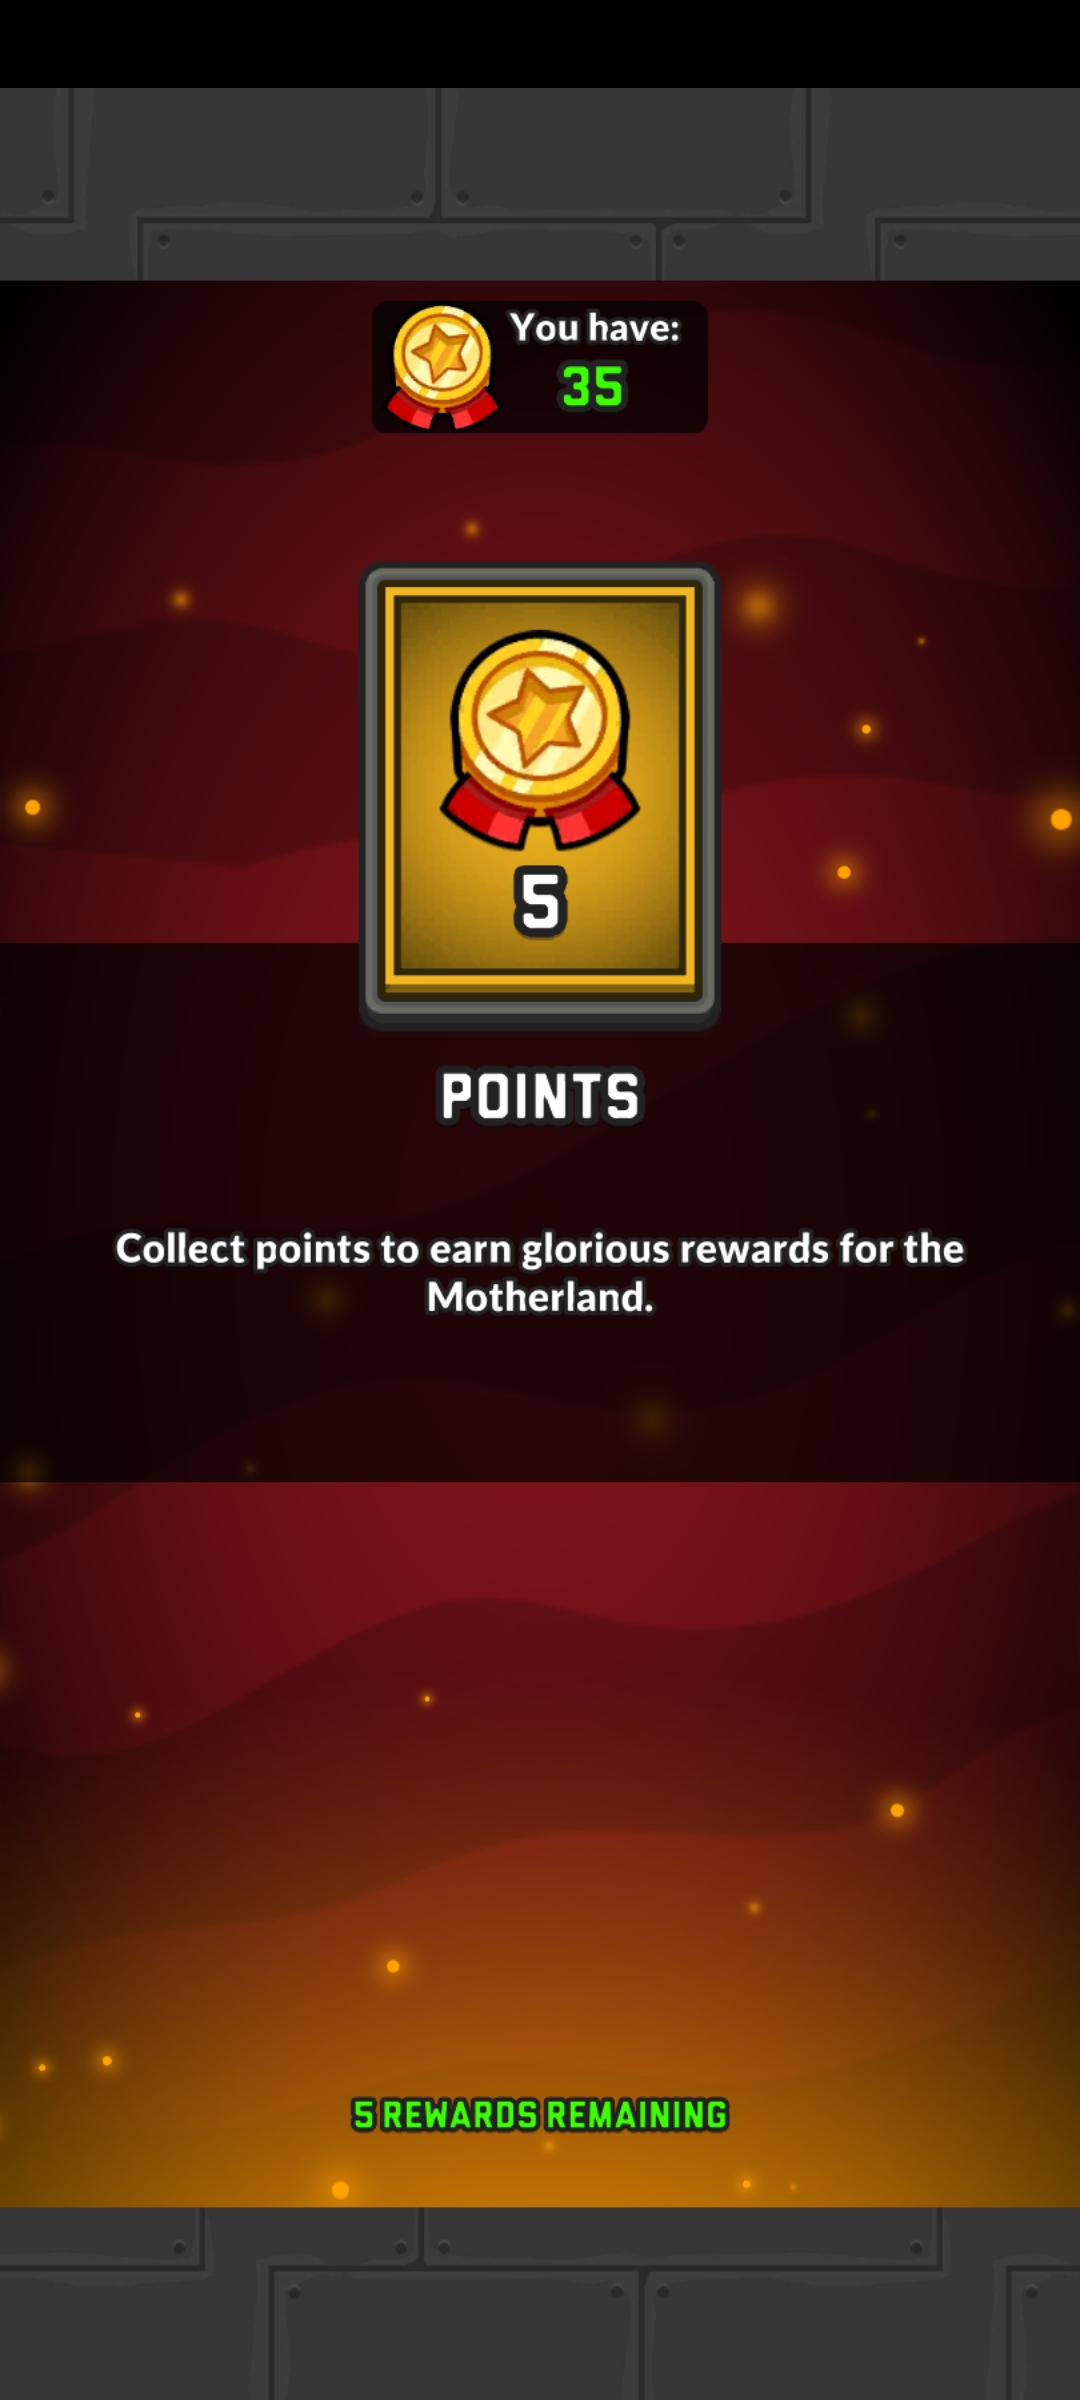 You have:
35
5
POINTS
Collect points to earn glorious rewards for the
Motherland.
5 REWARDS REMAINING